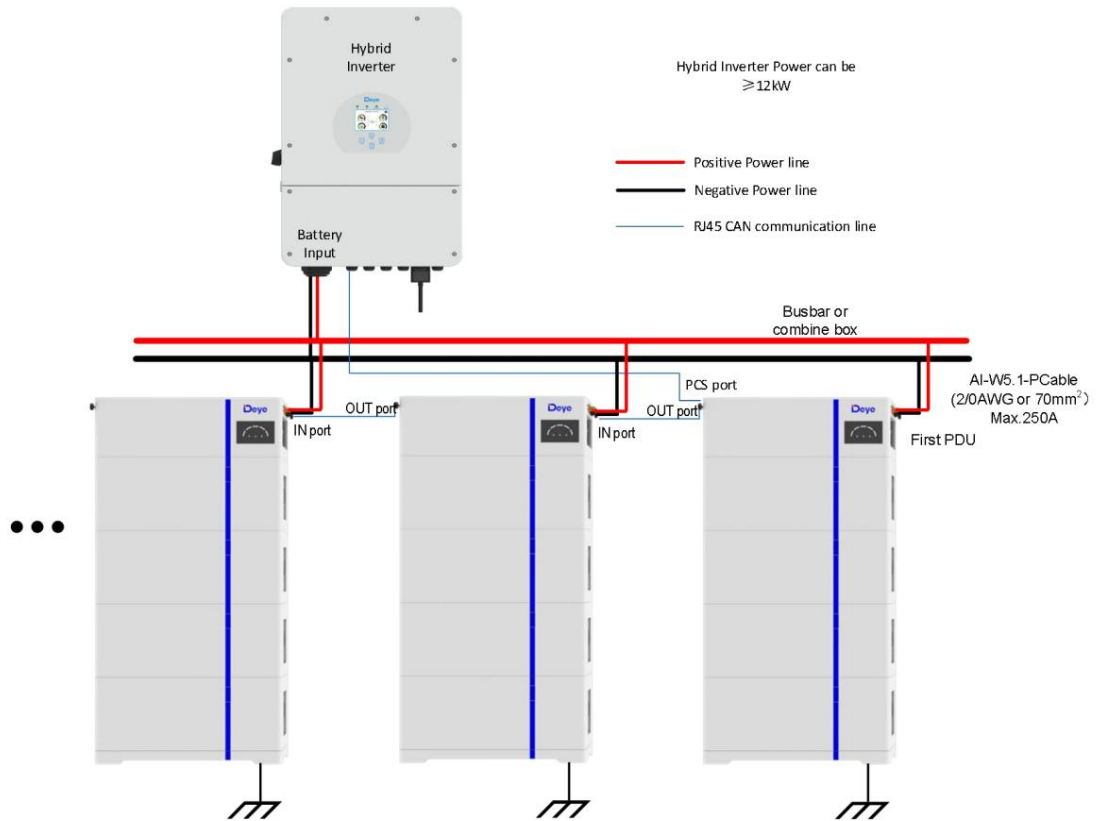 Hybrid
Inverter
Deye
Battery
Input
Hybrid Inverter Power can be
≥12kW
Positive Power line
Negative Power line
RJ45 CAN communication line
Busbar or
combine box
AI-W5.1-PCable
(2/0AWG or 70mm²）
Max.250A
PCS port
OUT port
OUT port
IN port
IN port
First PDU
Deye
Deye
Deye